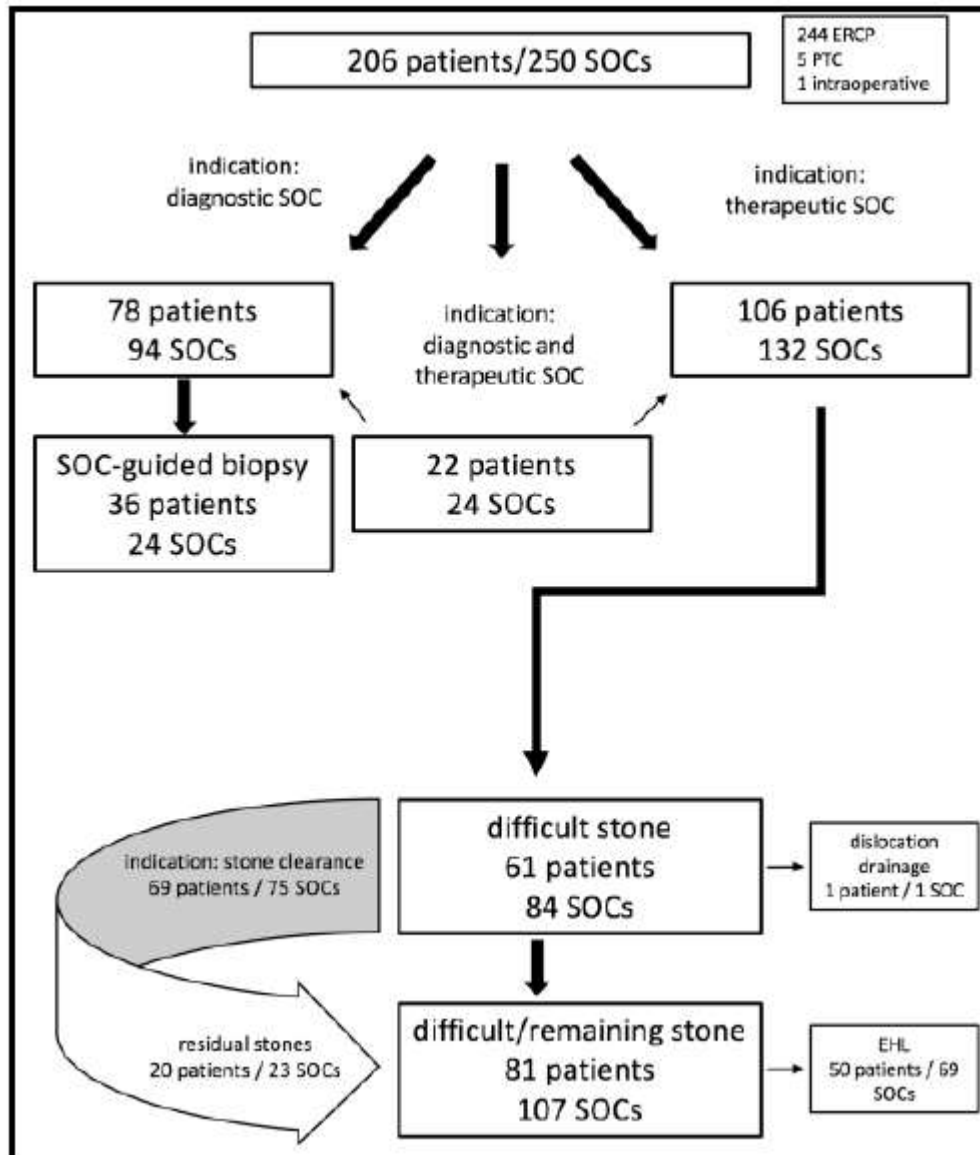 206 patients/250 SOCs
244 ERCP
5 PTC
1 intraoperative
indication:
diagnostic SOC
indication:
therapeutic SOC
78 patients
94 SOCs
indication:
diagnostic and
therapeutic SOC
106 patients
132 SOCs
SOC-guided biopsy
36 patients
24 SOCs
22 patients
24 SOCs
indication: stone clearance
69 patients / 75 SOCs
difficult stone
61 patients
84 SOCs
dislocation
drainage
1 patient / 1 SOC
residual stones
20 patients / 23 SOCs
difficult/remaining stone
81 patients
107 SOCs
EHL
50 patients / 69
SOCs